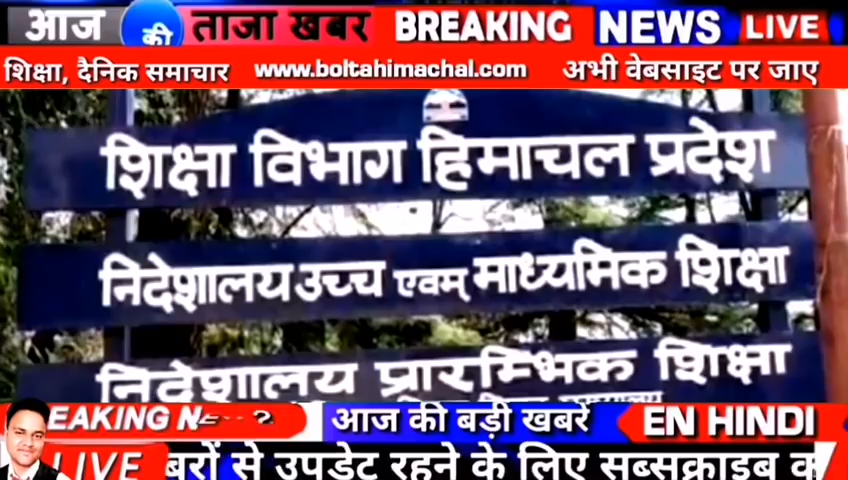 आज की ताजा खबर BREAKING NEWS LIVE
शिक्षा, दैनिक समाचार www.boltahimachal.com अभी वेबसाइट पर जाए
शिक्षा विभाग हिमाचल प्रदेश
निदेशालय उच्च एवम् माध्यमिक शिक्षा
निदेशालय प्रारम्भिक शिक्षा
EAKING आज की बड़ी खबरें EN HINDI
LIVE बरों से उपडेट रहने के लिए सब्सक्राइब क